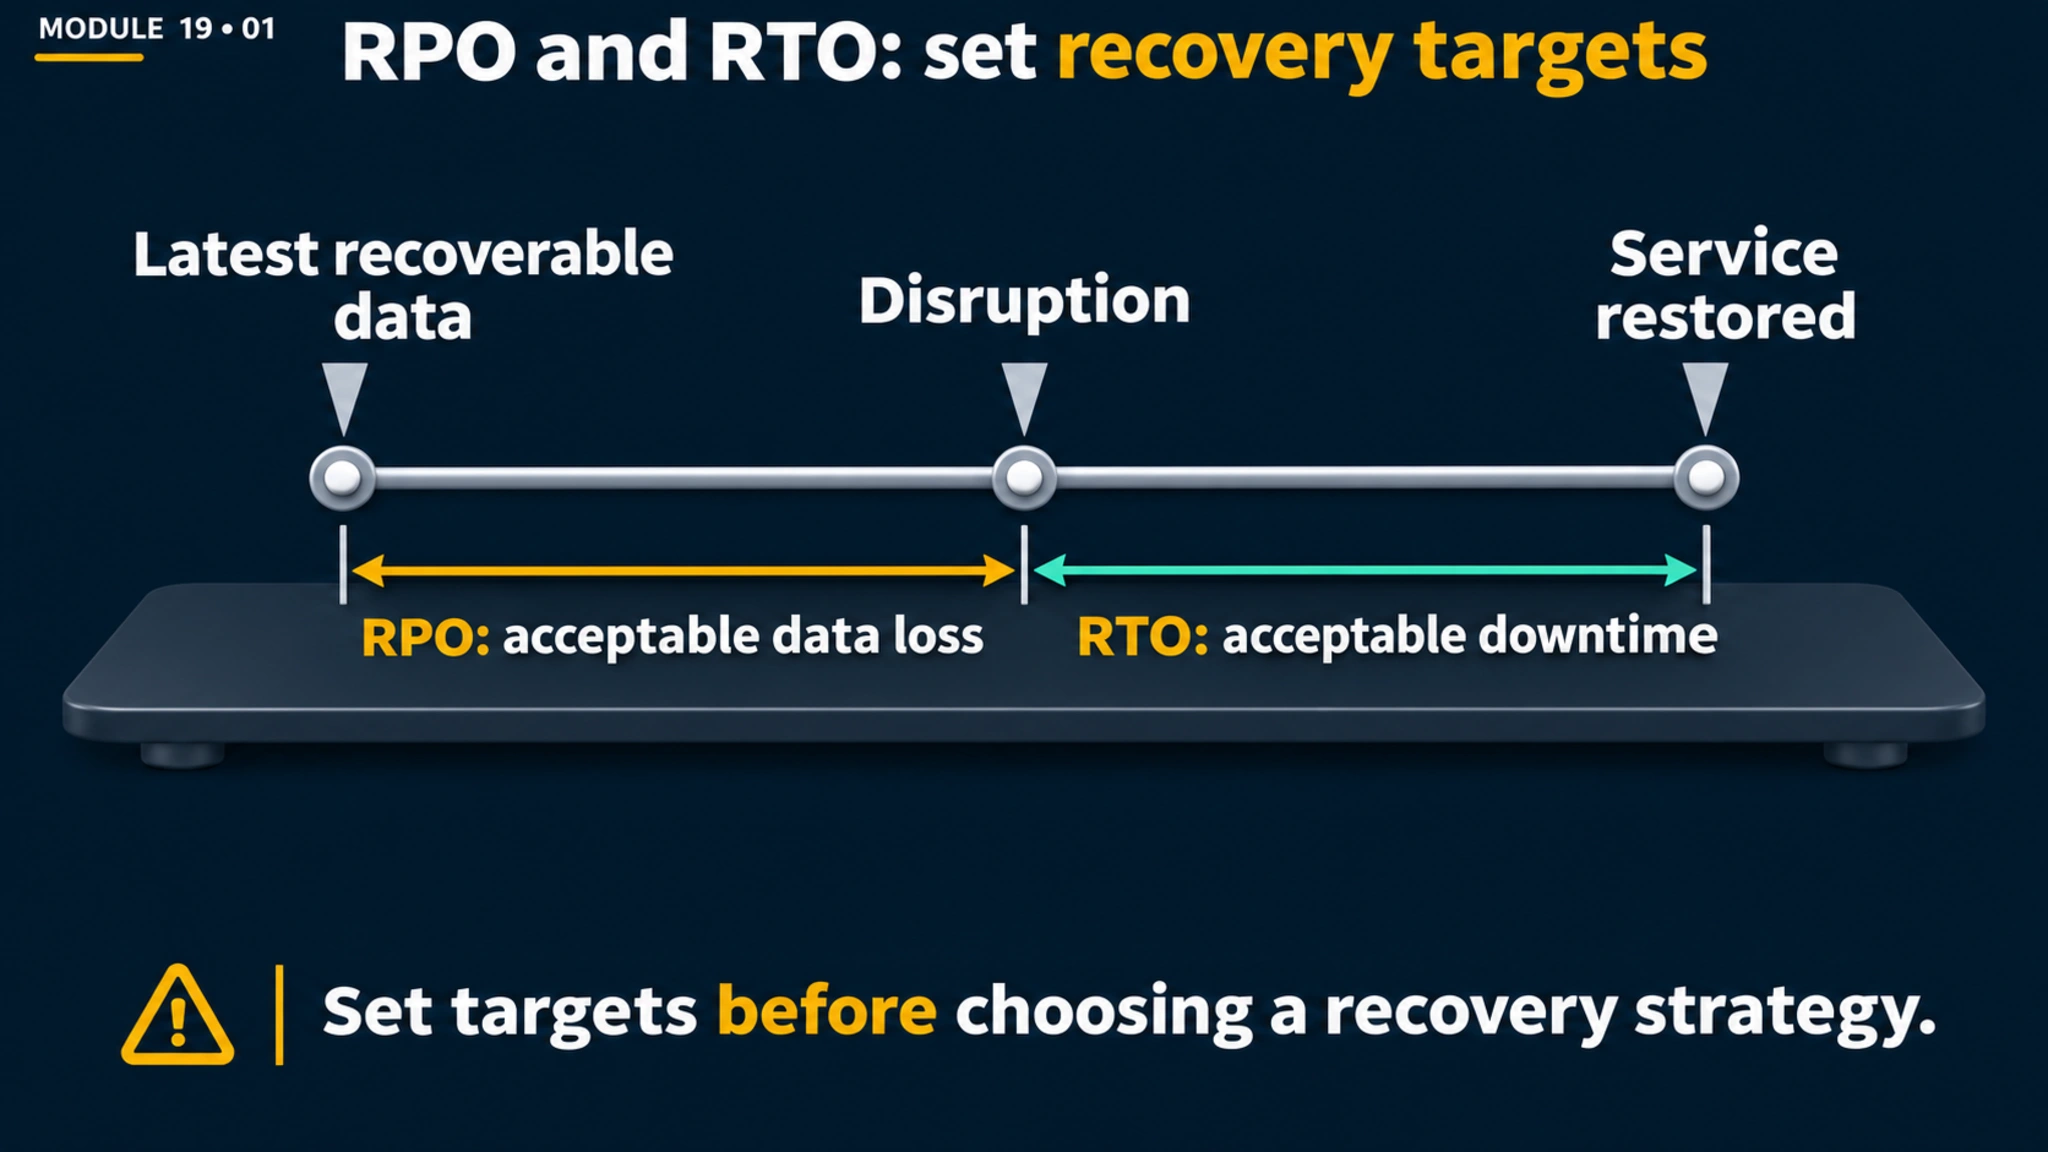 MODULE 19 • 01
RPO and RTO: set recovery targets
Latest recoverable
data
Disruption
Service
restored
RPO: acceptable data loss
RTO: acceptable downtime
Set targets before choosing a recovery strategy.